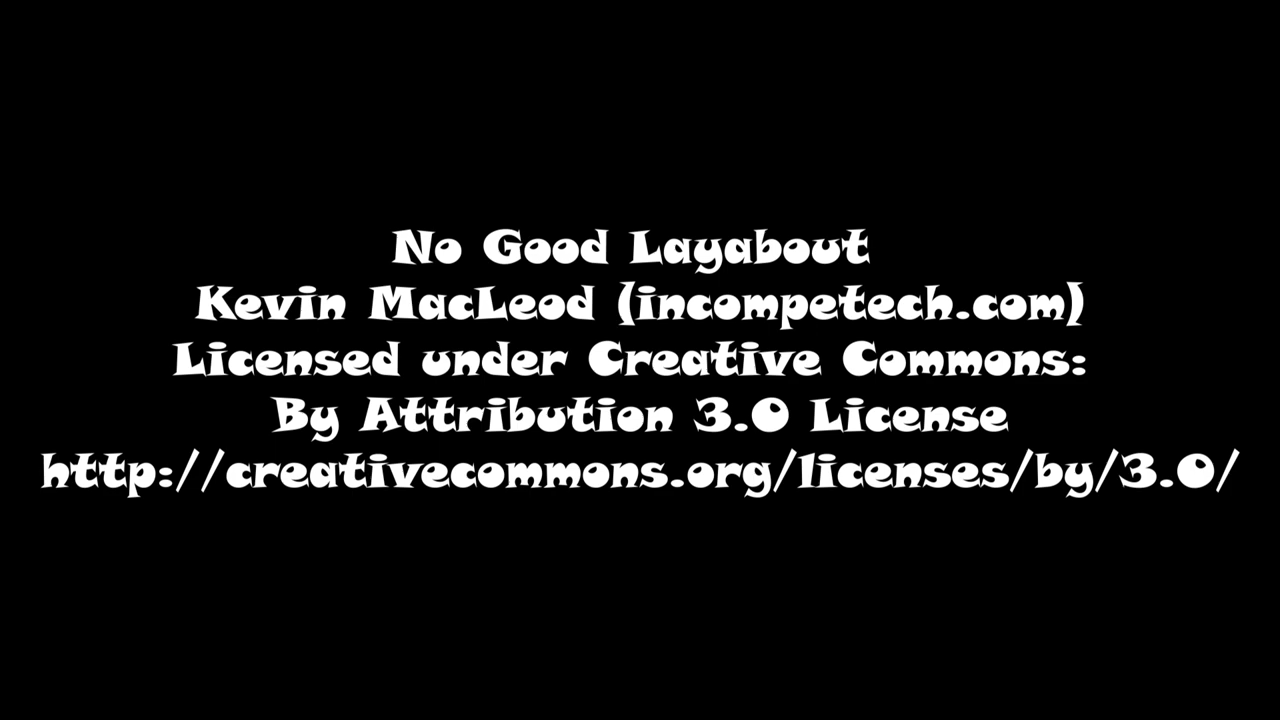 No Good Layabout
Kevin MacLeod (incompetech.com)
Licensed under Creative Commons:
By Attribution 3.0 License
http://creativecommons.org/licenses/by/3.0/